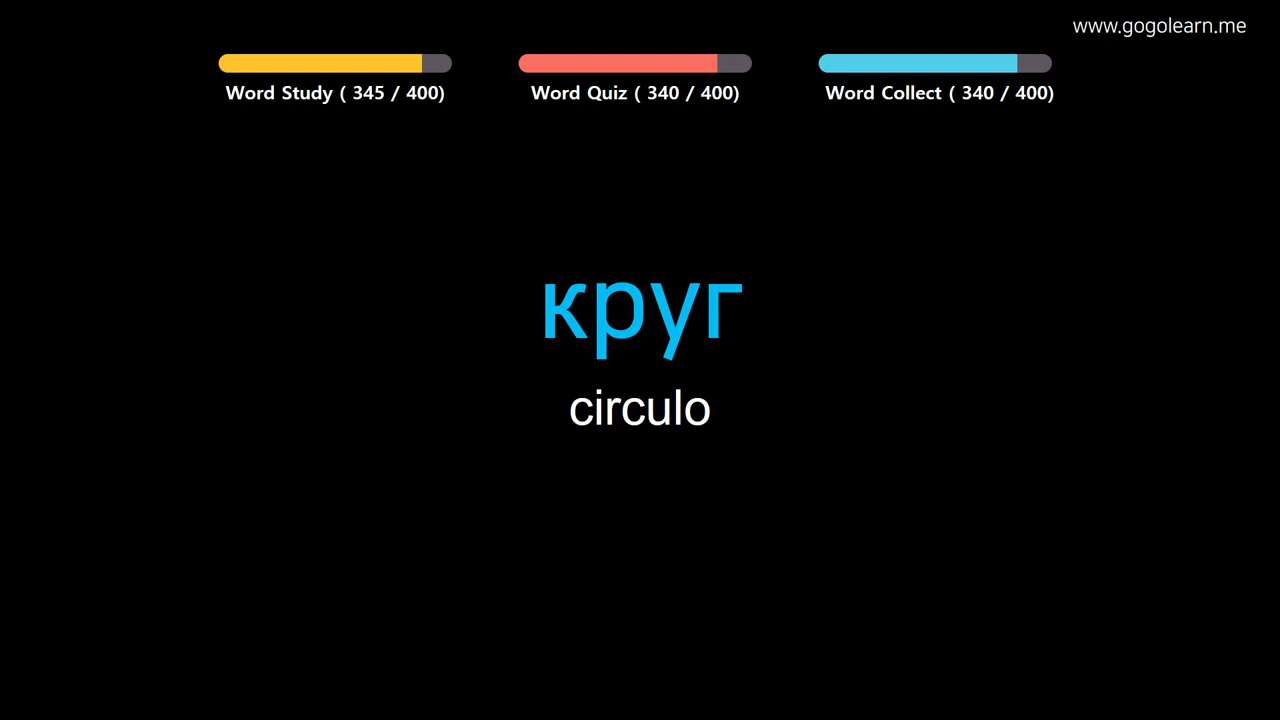 www.gogolearn.me
Word Study ( 345 / 400)
Word Quiz ( 340 / 400)
Word Collect ( 340 / 400)
круг
circulo